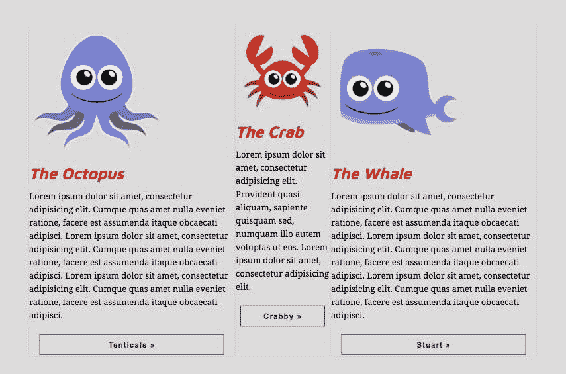 The Octopus
Lorem ipsum dolor sit amet, consectetur
adipisicing elit. Cumque quas amet nulla eveniet
ratione, facere est assumenda itaque obcaecati
adipisci. Lorem ipsum dolor sit amet, consectetur
adipisicing elit. Cumque quas amet nulla eveniet
ratione, facere est assumenda itaque obcaecati
adipisci. Lorem ipsum dolor sit amet, consectetur
adipisicing elit. Cumque quas amet nulla eveniet
ratione, facere est assumenda itaque obcaecati
adipisci.
Tenticals »
The Crab
Lorem ipsum dolor sit
amet, consectetur
adipisicing elit.
Provident quasi
aliquam, sapiente
quisquam sed,
numquam illo autem
voluptas ut eos. Lorem
ipsum dolor sit amet,
consectetur adipisicing
elit.
Crabby »
The Whale
Lorem ipsum dolor sit amet, consectetur
adipisicing elit. Cumque quas amet nulla eveniet
ratione, facere est assumenda itaque obcaecati
adipisci. Lorem ipsum dolor sit amet, consectetur
adipisicing elit. Cumque quas amet nulla eveniet
ratione, facere est assumenda itaque obcaecati
adipisci. Lorem ipsum dolor sit amet, consectetur
adipisicing elit. Cumque quas amet nulla eveniet
ratione, facere est assumenda itaque obcaecati
adipisci.
Stuart »